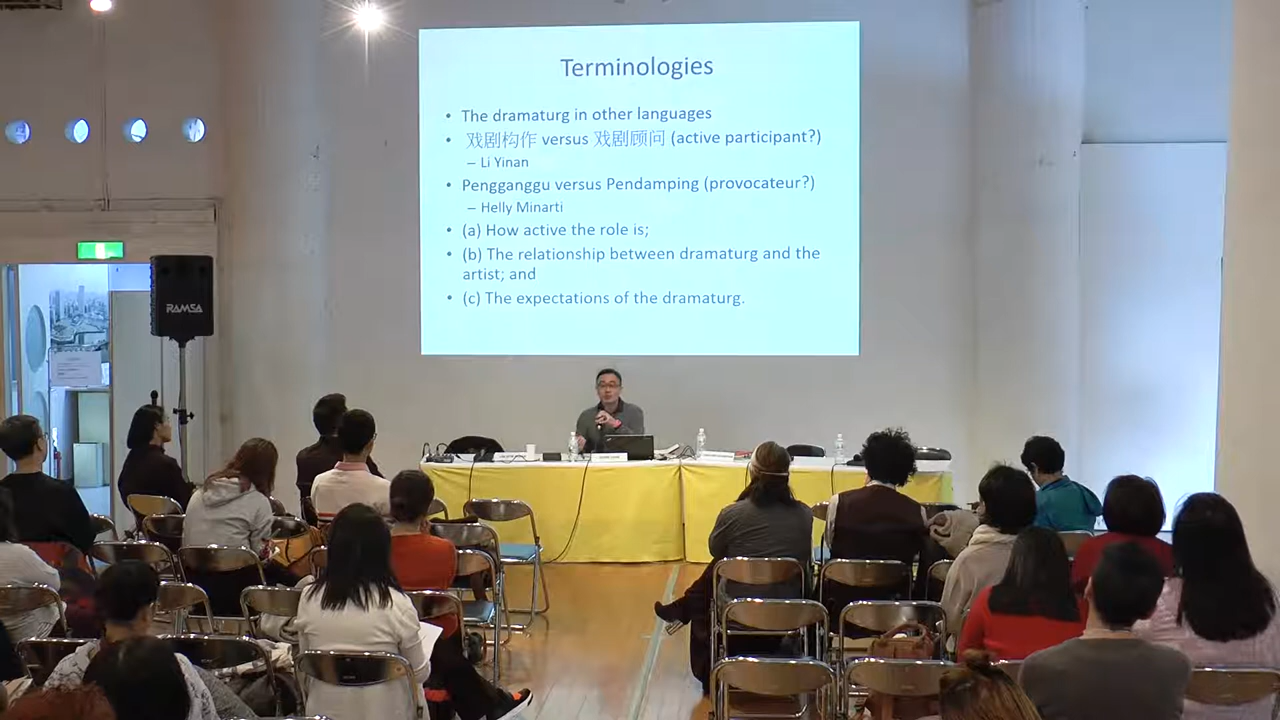 Terminologies
• The dramaturg in other languages
• 戏剧构作 versus 戏剧顾问 (active participant?)
– Li Yinan
• Pengganggu versus Pendamping (provocateur?)
– Helly Minarti
• (a) How active the role is;
• (b) The relationship between dramaturg and the
artist; and
• (c) The expectations of the dramaturg.
RAMSA